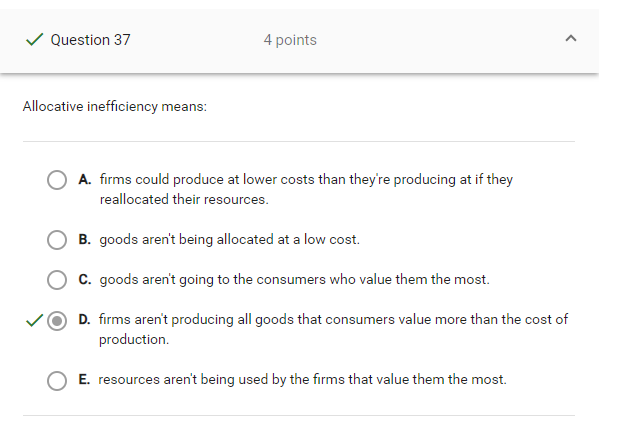 Question 37 4 points
Allocative inefficiency means:
A. firms could produce at lower costs than they're producing at if they
reallocated their resources.
B. goods aren't being allocated at a low cost.
C. goods aren't going to the consumers who value them the most.
D. firms aren't producing all goods that consumers value more than the cost of
production.
E. resources aren't being used by the firms that value them the most.